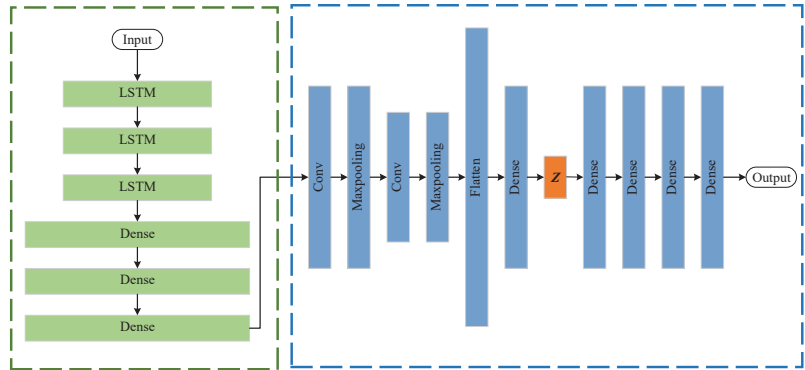 Input
LSTM
LSTM
LSTM
Dense
Dense
Dense
Conv
Maxpooling
Conv
Maxpooling
Flatten
Dense
z
Dense
Dense
Dense
Dense
Output